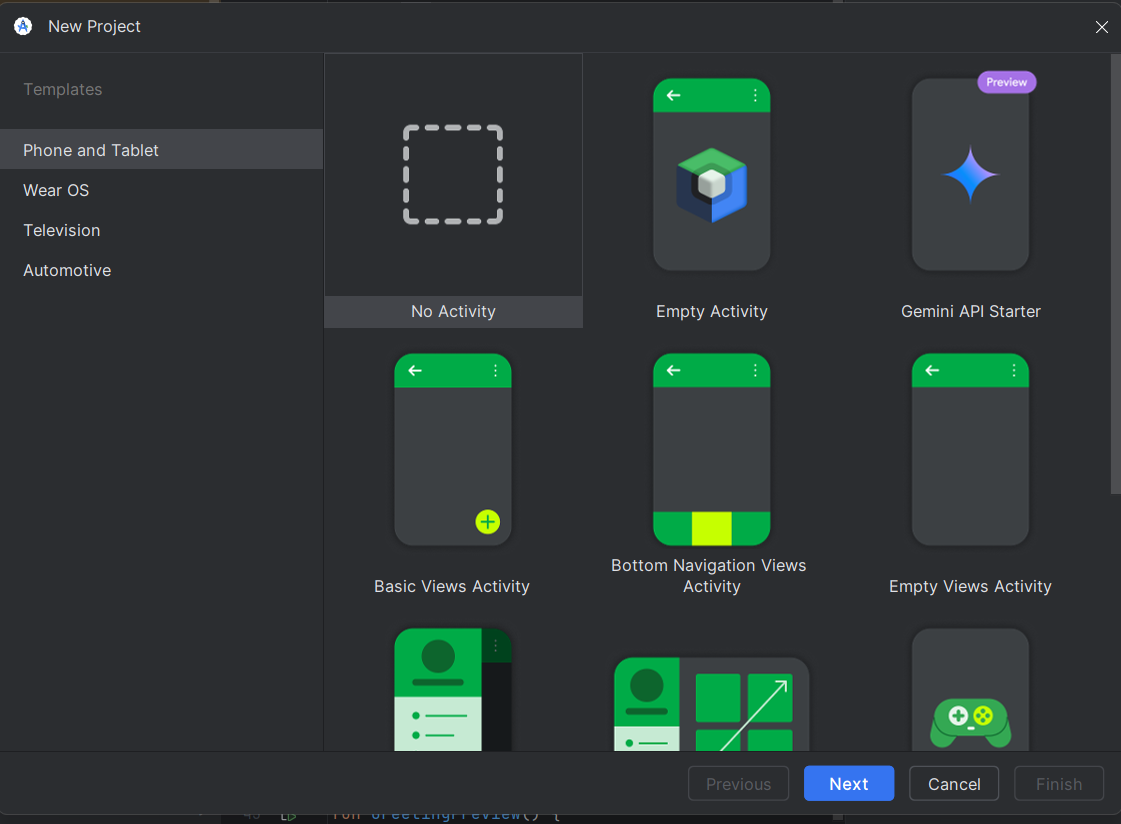 New Project
Templates
Phone and Tablet
Wear OS
Television
Automotive
No Activity
Empty Activity
Preview
Gemini API Starter
Basic Views Activity
Bottom Navigation Views
Activity
Empty Views Activity
Previous
Next
Cancel
Finish